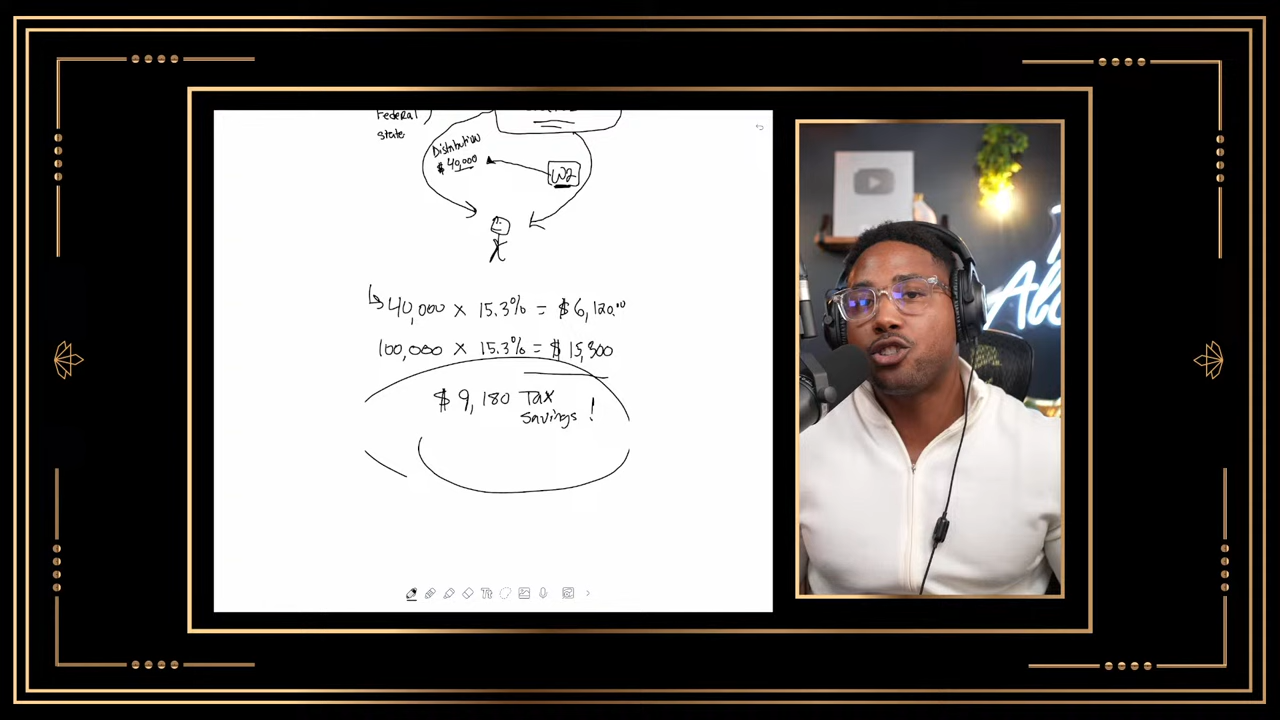 Federal
state
Distribution
$ 40,000
W2
40,000 x 15.3% = $6,120.00
100,000 x 15.3% = $15,300
$9,180 Tax
savings!